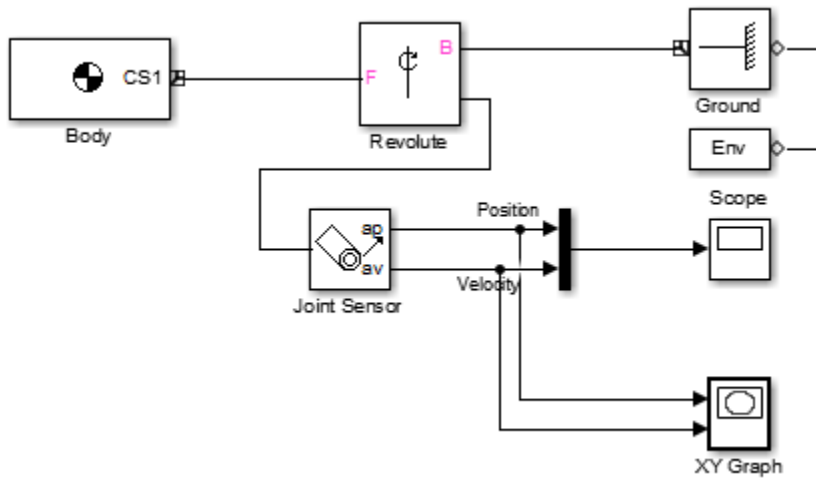 CS1
Body
F
B
Revolute
Ground
Env
Scope
ap
av
Joint Sensor
Position
Velocity
XY Graph